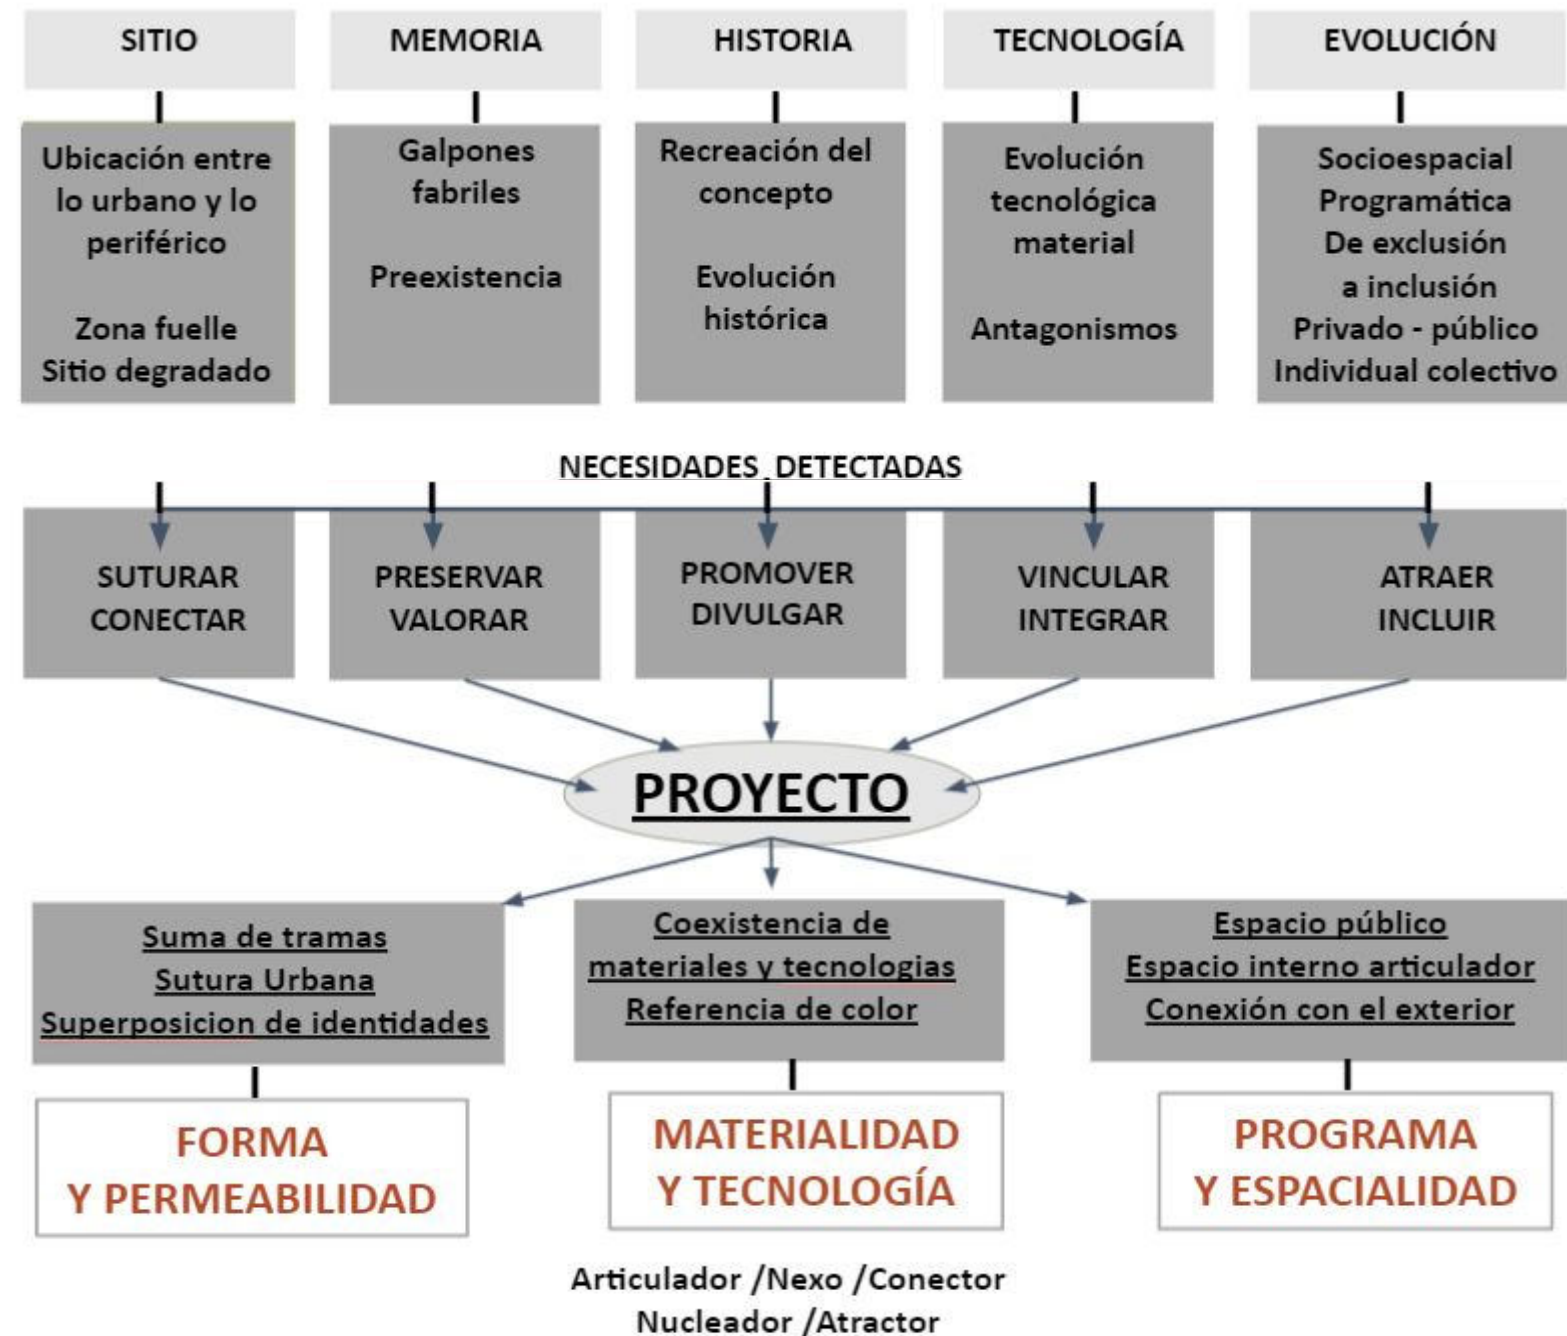 SITIO
Ubicación entre
lo urbano y lo
periférico
Zona fuelle
Sitio degradado
MEMORIA
Galpones
fabriles
Preexistencia
HISTORIA
Recreación del
concepto
Evolución
histórica
TECNOLOGÍA
Evolución
tecnológica
material
Antagonismos
EVOLUCIÓN
Socioespacial
Programática
De exclusión
a inclusión
Privado - público
Individual colectivo
NECESIDADES DETECTADAS
SUTURAR
CONECTAR
PRESERVAR
VALORAR
PROMOVER
DIVULGAR
VINCULAR
INTEGRAR
ATRAER
INCLUIR
PROYECTO
Suma de tramas
Sutura Urbana
Superposicion de identidades
FORMA
Y PERMEABILIDAD
Coexistencia de
materiales y tecnologias
Referencia de color
MATERIALIDAD
Y TECNOLOGÍA
Espacio público
Espacio interno articulador
Conexión con el exterior
PROGRAMA
Y ESPACIALIDAD
Articulador /Nexo /Conector
Nucleador /Atractor